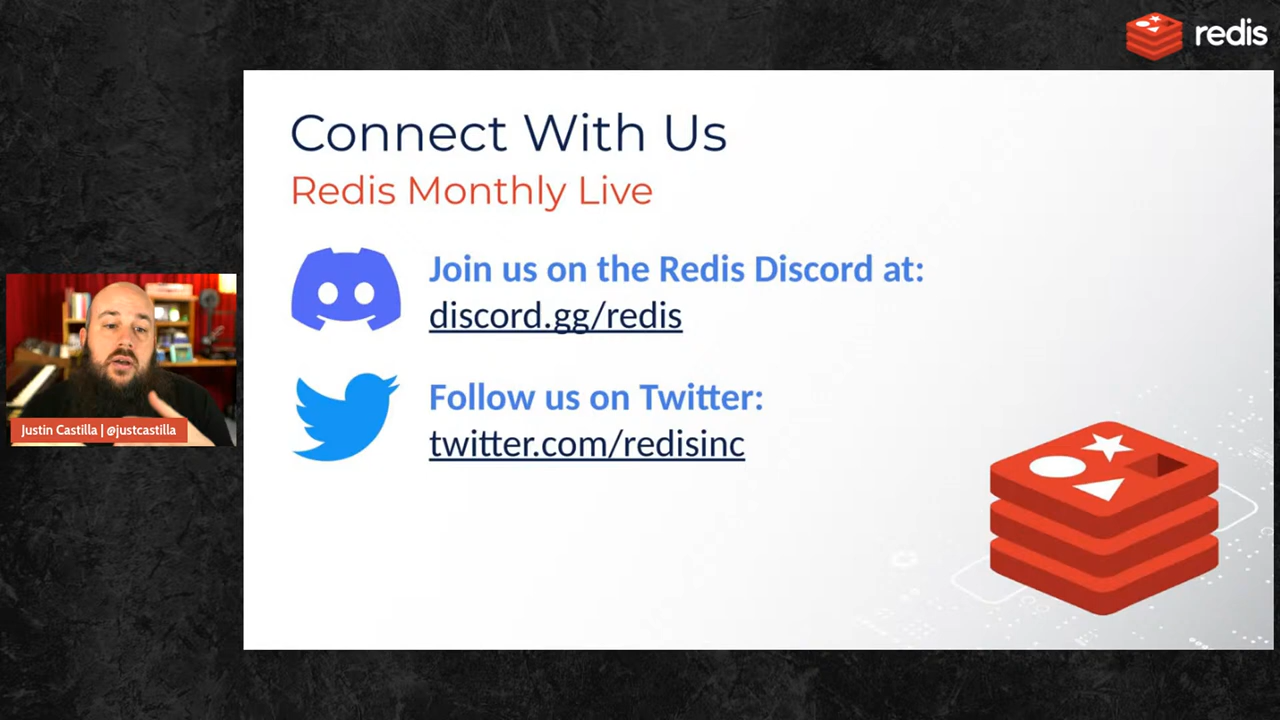 redis
Connect With Us
Redis Monthly Live
Join us on the Redis Discord at:
discord.gg/redis
Follow us on Twitter:
twitter.com/redisinc
Justin Castilla | @justcastilla